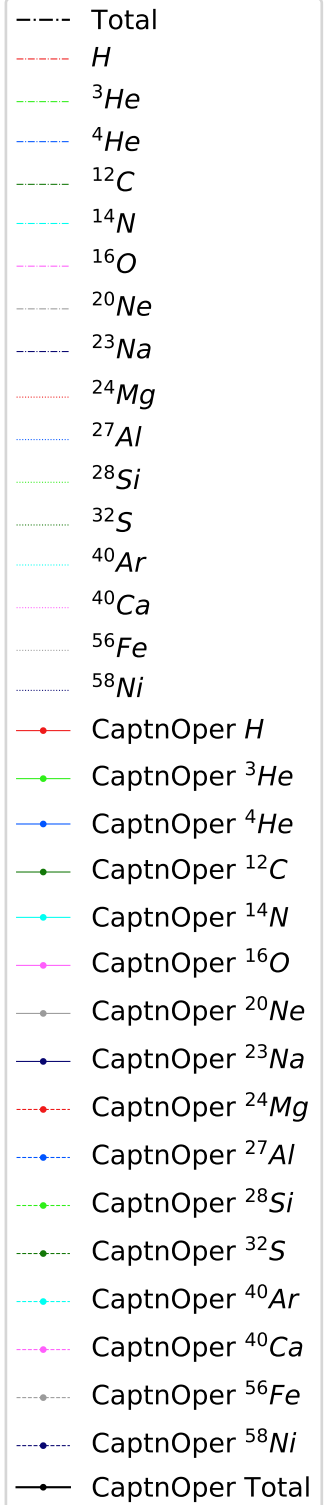 Total
H
³He
⁴He
¹²C
¹⁴N
¹⁶O
²⁰Ne
²³Na
²⁴Mg
²⁷Al
²⁸Si
³²S
⁴⁰Ar
⁴⁰Ca
⁵⁶Fe
⁵⁸Ni
CaptnOper H
CaptnOper ³He
CaptnOper ⁴He
CaptnOper ¹²C
CaptnOper ¹⁴N
CaptnOper ¹⁶O
CaptnOper ²⁰Ne
CaptnOper ²³Na
CaptnOper ²⁴Mg
CaptnOper ²⁷Al
CaptnOper ²⁸Si
CaptnOper ³²S
CaptnOper ⁴⁰Ar
CaptnOper ⁴⁰Ca
CaptnOper ⁵⁶Fe
CaptnOper ⁵⁸Ni
CaptnOper Total